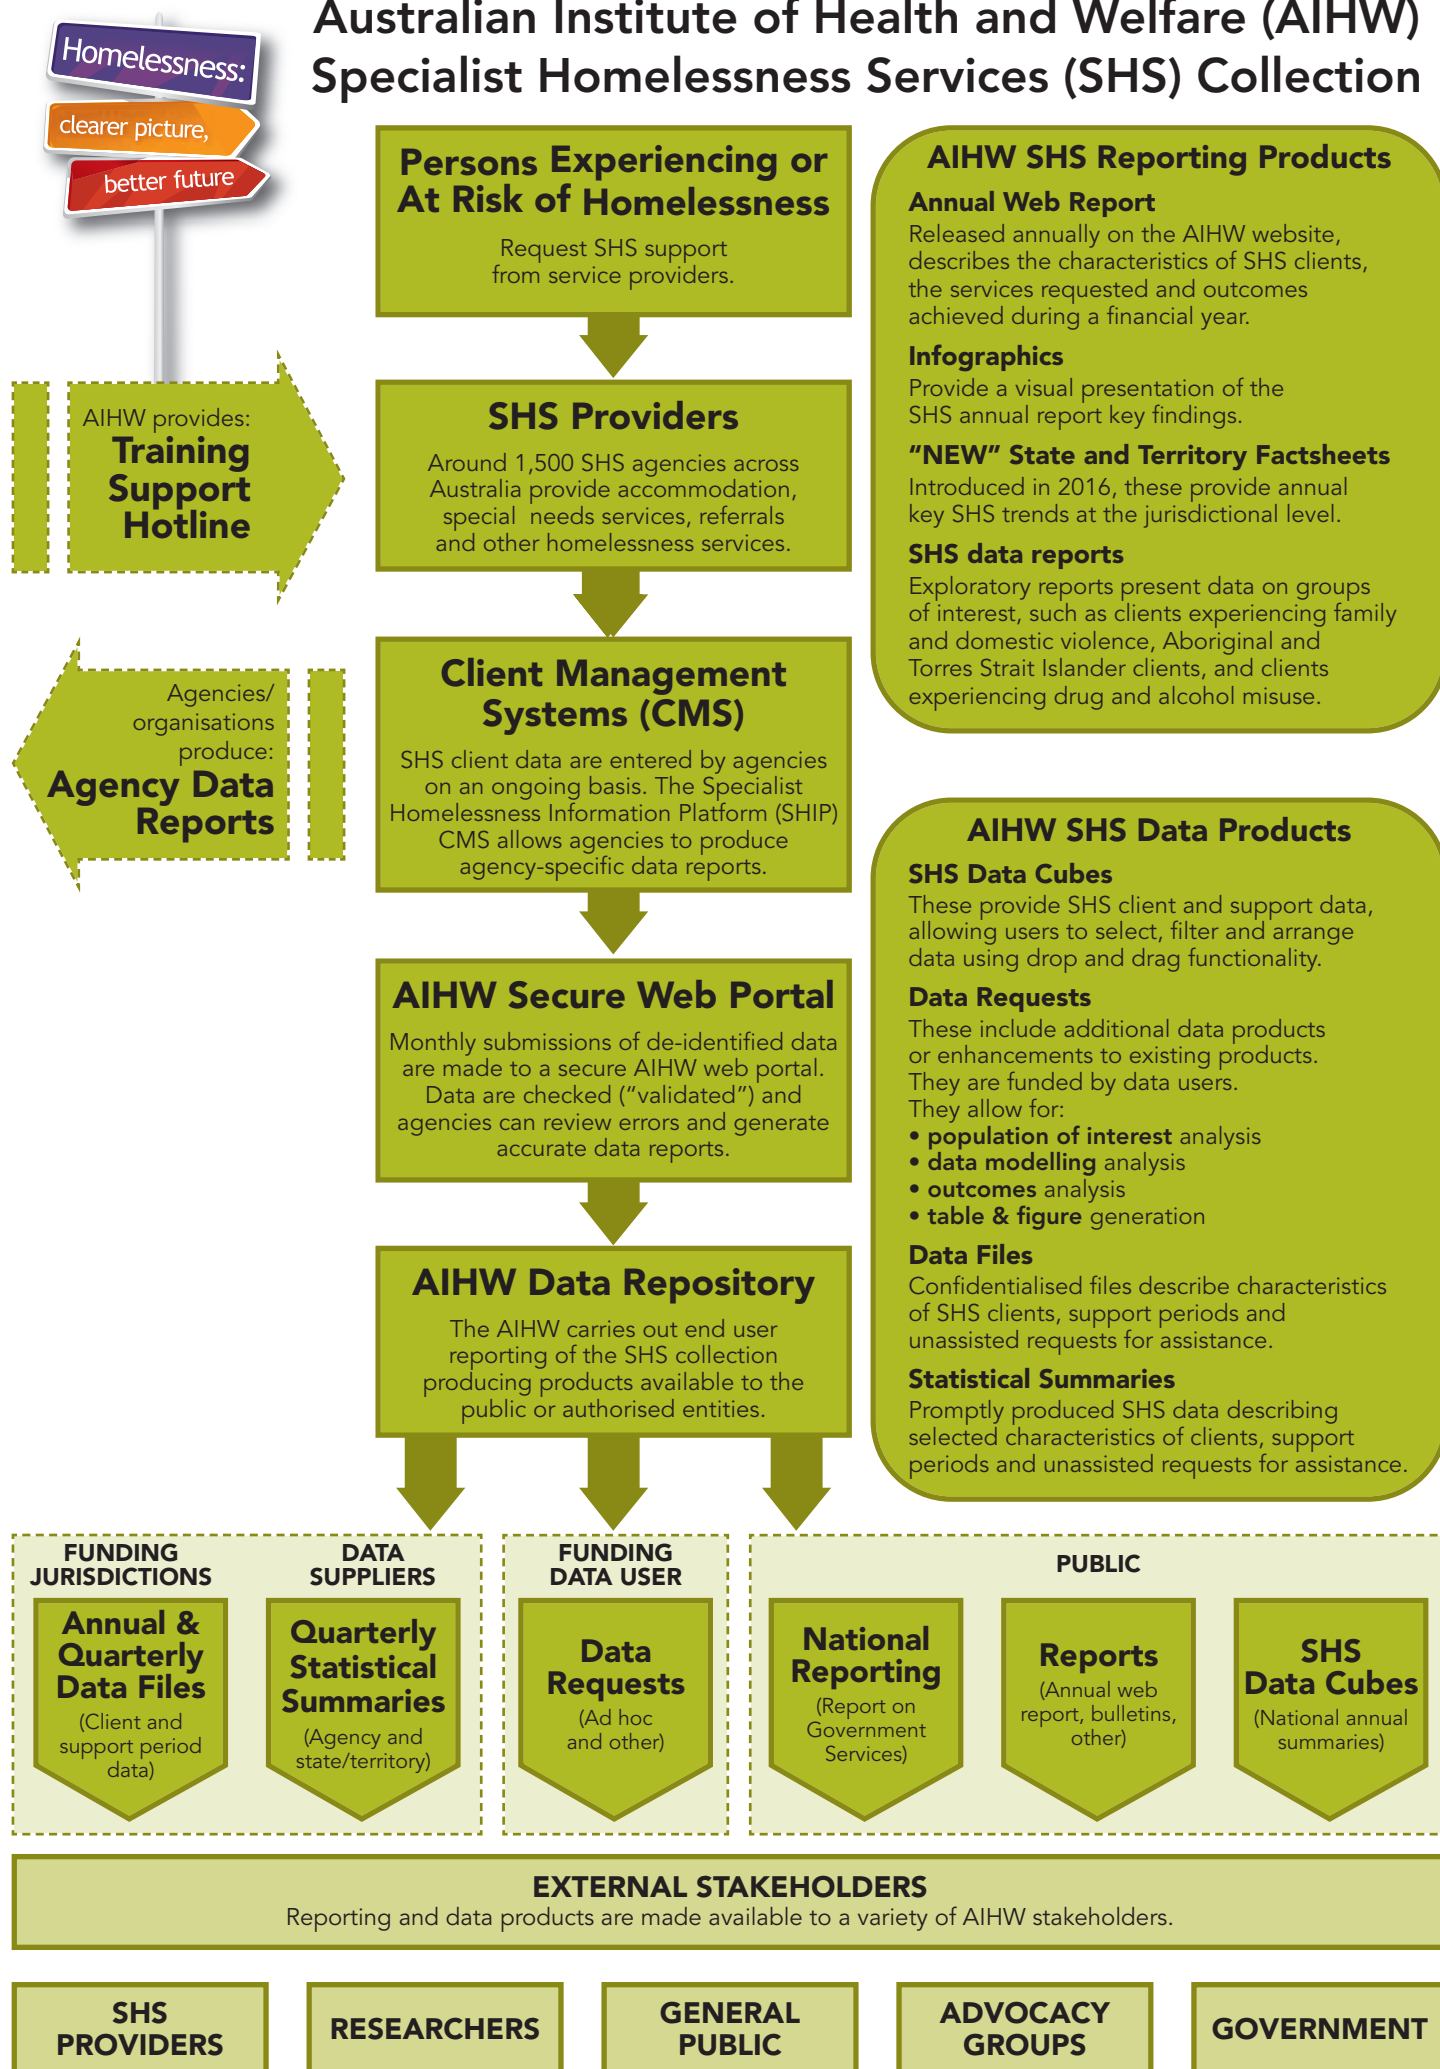 Australian Institute of Health and Welfare (AIHW)
Specialist Homelessness Services (SHS) Collection
Homelessness:
clearer picture,
better future
Persons Experiencing or
At Risk of Homelessness
Request SHS support
from service providers.
AIHW provides:
Training
Support
Hotline
SHS Providers
Around 1,500 SHS agencies across
Australia provide accommodation,
special needs services, referrals
and other homelessness services.
Agencies/
organisations
produce:
Agency Data
Reports
Client Management
Systems (CMS)
SHS client data are entered by agencies
on an ongoing basis. The Specialist
Homelessness Information Platform (SHIP)
CMS allows agencies to produce
agency-specific data reports.
AIHW Secure Web Portal
Monthly submissions of de-identified data
are made to a secure AIHW web portal.
Data are checked (“validated”) and
agencies can review errors and generate
accurate data reports.
AIHW Data Repository
The AIHW carries out end user
reporting of the SHS collection
producing products available to the
public or authorised entities.
AIHW SHS Reporting Products
Annual Web Report
Released annually on the AIHW website,
describes the characteristics of SHS clients,
the services requested and outcomes
achieved during a financial year.
Infographics
Provide a visual presentation of the
SHS annual report key findings.
“NEW” State and Territory Factsheets
Introduced in 2016, these provide annual
key SHS trends at the jurisdictional level.
SHS data reports
Exploratory reports present data on groups
of interest, such as clients experiencing family
and domestic violence, Aboriginal and
Torres Strait Islander clients, and clients
experiencing drug and alcohol misuse.
AIHW SHS Data Products
SHS Data Cubes
These provide SHS client and support data,
allowing users to select, filter and arrange
data using drop and drag functionality.
Data Requests
These include additional data products
or enhancements to existing products.
They are funded by data users.
They allow for:
• population of interest analysis
• data modelling analysis
• outcomes analysis
• table & figure generation
Data Files
Confidentialised files describe characteristics
of SHS clients, support periods and
unassisted requests for assistance.
Statistical Summaries
Promptly produced SHS data describing
selected characteristics of clients, support
periods and unassisted requests for assistance.
FUNDING
JURISDICTIONS
Annual &
Quarterly
Data Files
(Client and
support period
data)
DATA
SUPPLIERS
Quarterly
Statistical
Summaries
(Agency and
state/territory)
FUNDING
DATA USER
Data
Requests
(Ad hoc
and other)
PUBLIC
National
Reporting
(Report on
Government
Services)
Reports
(Annual web
report, bulletins,
other)
SHS
Data Cubes
(National annual
summaries)
EXTERNAL STAKEHOLDERS
Reporting and data products are made available to a variety of AIHW stakeholders.
SHS
PROVIDERS
RESEARCHERS
GENERAL
PUBLIC
ADVOCACY
GROUPS
GOVERNMENT